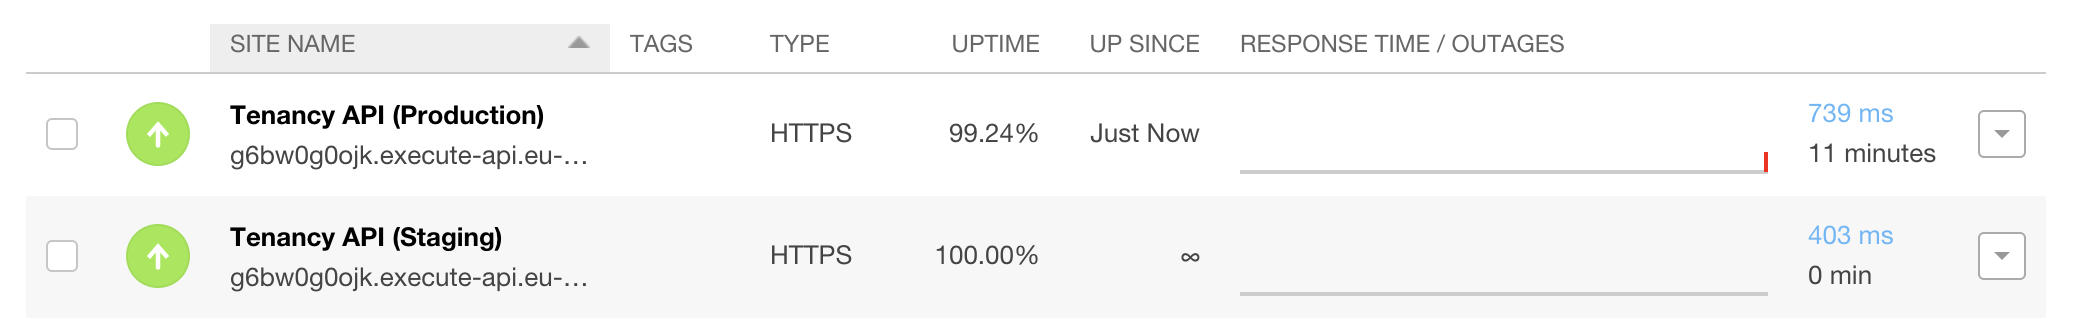 SITE NAME TAGS TYPE UPTIME UP SINCE RESPONSE TIME / OUTAGES
Tenancy API (Production)
g6bw0g0ojk.execute-api.eu-...
HTTPS 99.24% Just Now
739 ms
11 minutes
Tenancy API (Staging)
g6bw0g0ojk.execute-api.eu-...
HTTPS 100.00% ∞
403 ms
0 min